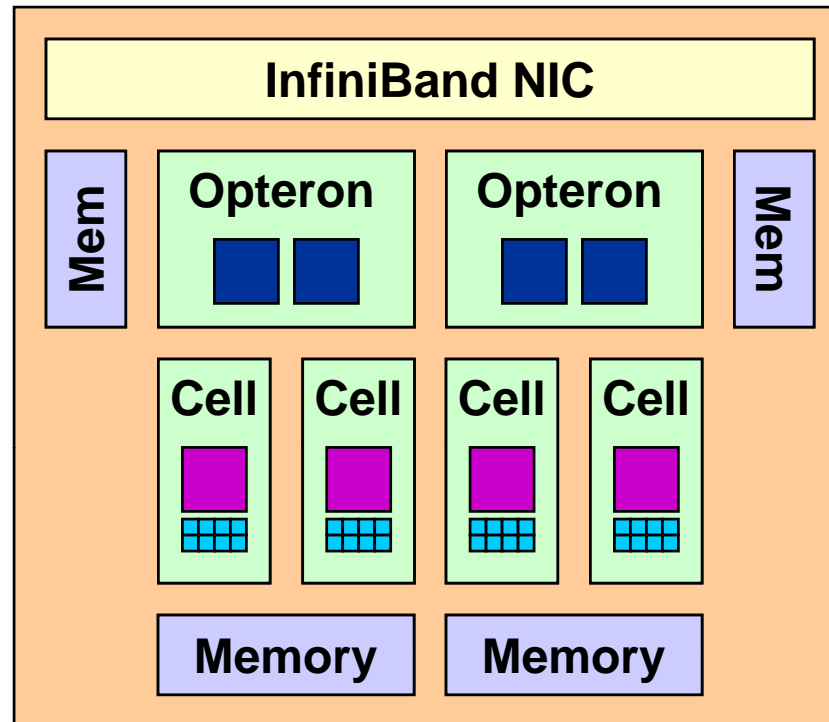 InfiniBand NIC
Mem
Opteron
Opteron
Mem
Cell
Cell
Cell
Cell
Memory
Memory